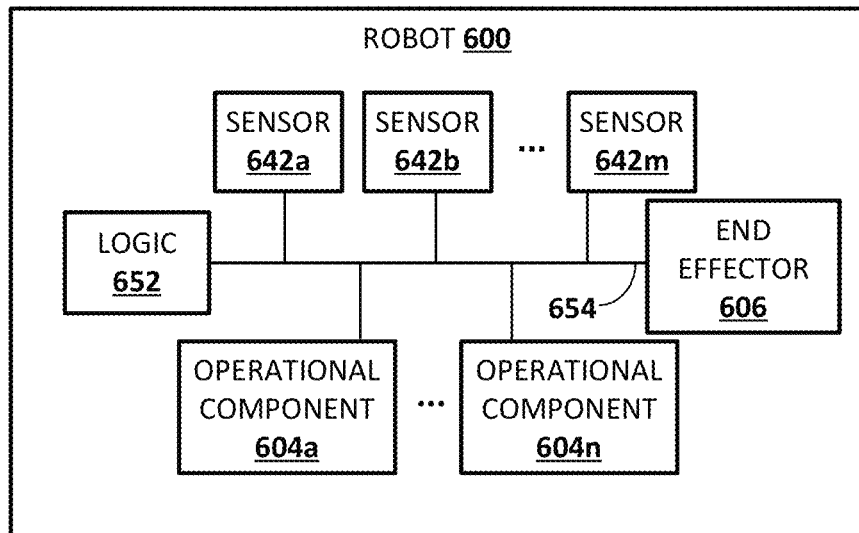 ROBOT 600
SENSOR
642a
SENSOR
642b
...
SENSOR
642m
LOGIC
652
END
EFFECTOR
606
654
OPERATIONAL
COMPONENT
604a
...
OPERATIONAL
COMPONENT
604n